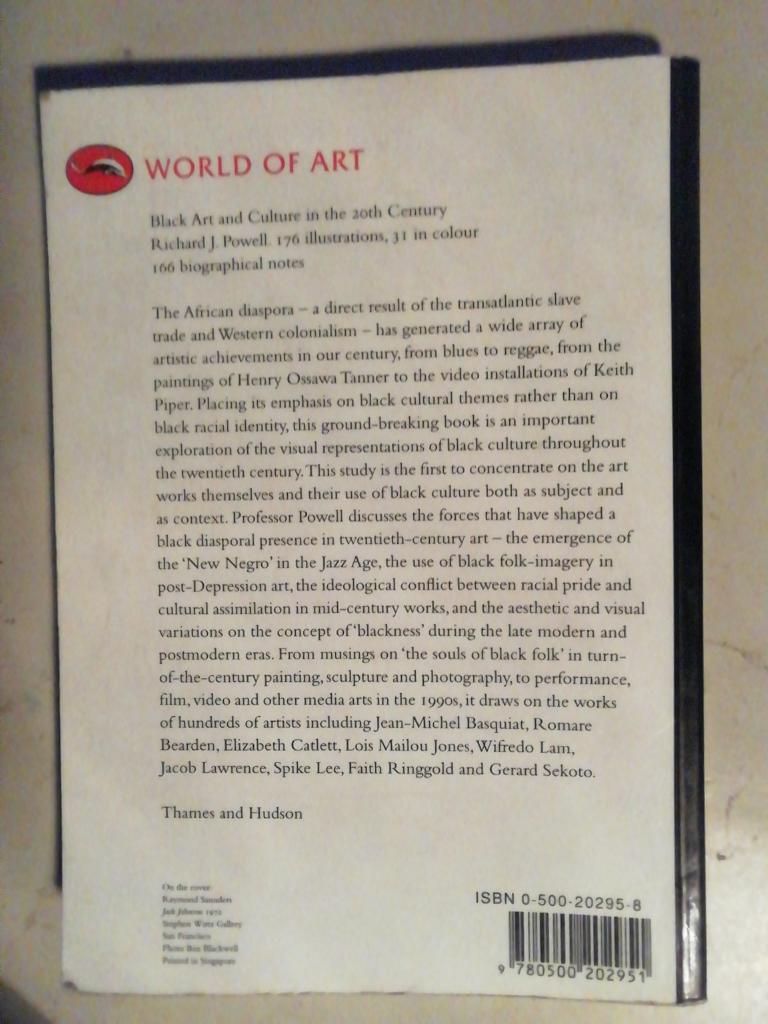 WORLD OF ART
Black Art and Culture in the 20th Century
Richard J. Powell. 176 illustrations, 31 in colour
166 biographical notes
The African diaspora – a direct result of the transatlantic slave
trade and Western colonialism – has generated a wide array of
artistic achievements in our century, from blues to reggae, from the
paintings of Henry Ossawa Tanner to the video installations of Keith
Piper. Placing its emphasis on black cultural themes rather than on
black racial identity, this ground-breaking book is an important
exploration of the visual representations of black culture throughout
the twentieth century. This study is the first to concentrate on the art
works themselves and their use of black culture both as subject and
as context. Professor Powell discusses the forces that have shaped a
black diasporal presence in twentieth-century art – the emergence of
the 'New Negro' in the Jazz Age, the use of black folk-imagery in
post-Depression art, the ideological conflict between racial pride and
cultural assimilation in mid-century works, and the aesthetic and visual
variations on the concept of 'blackness' during the late modern and
postmodern eras. From musings on 'the souls of black folk' in turn-
of-the-century painting, sculpture and photography, to performance,
film, video and other media arts in the 1990s, it draws on the works
of hundreds of artists including Jean-Michel Basquiat, Romare
Bearden, Elizabeth Catlett, Lois Mailou Jones, Wifredo Lam,
Jacob Lawrence, Spike Lee, Faith Ringgold and Gerard Sekoto.
Thames and Hudson
On the cover:
Raymond Saunders
Jack Johnson 1972
Stephen Wirtz Gallery
San Francisco
Photo Ben Blackwell
Printed in Singapore
ISBN 0-500-20295-8
9 780500 202951